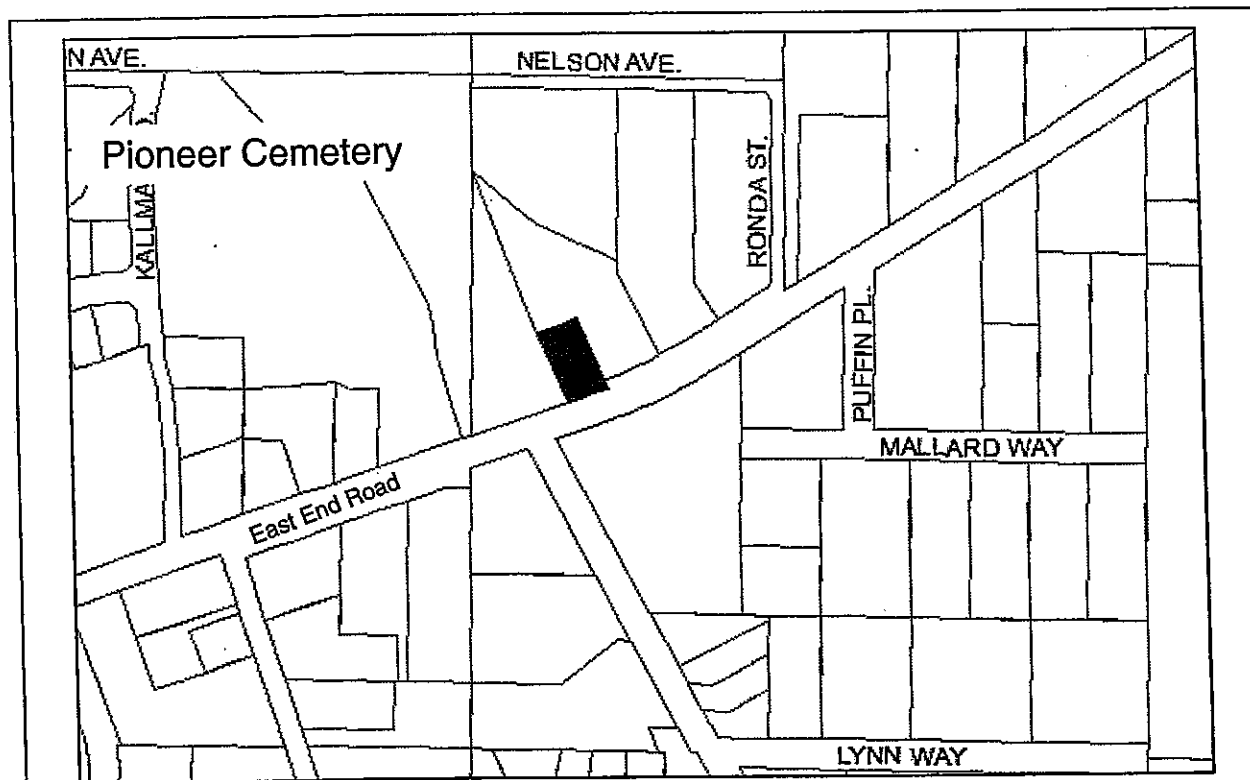 N AVE.
NELSON AVE.
Pioneer Cemetery
KALLMA
RONDA ST.
PUFFIN PL.
MALLARD WAY
East End Road
LYNN WAY